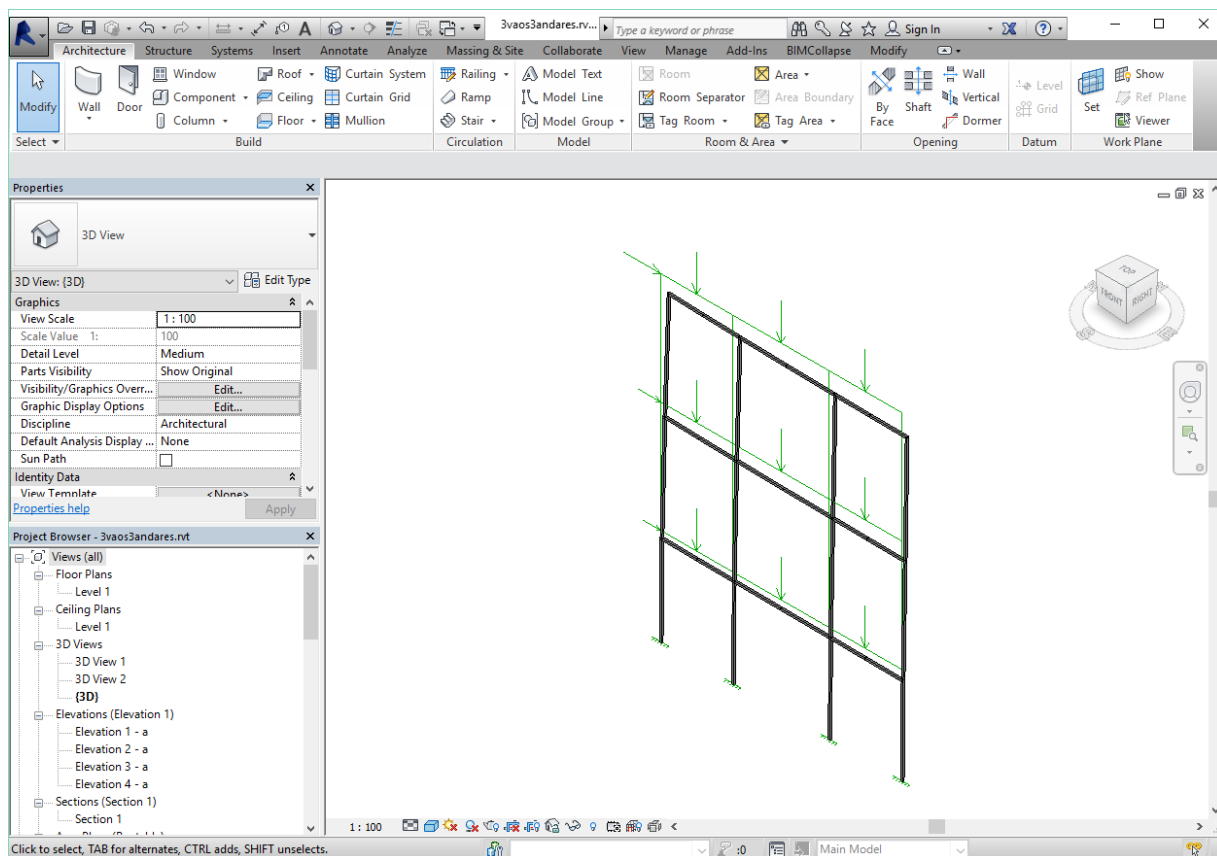 3vaos3andares.rv...
Type a keyword or phrase
Sign In
Architecture Structure Systems Insert Annotate Analyze Massing & Site Collaborate View Manage Add-Ins BIMCollapse Modify
Modify
Wall
Door
Window
Component
Column
Roof
Ceiling
Floor
Curtain System
Curtain Grid
Mullion
Railing
Ramp
Stair
Model Text
Model Line
Model Group
Room
Room Separator
Tag Room
Area
Area Boundary
Tag Area
By Face
Shaft
Wall
Vertical
Dormer
Level
Grid
Set
Show
Ref Plane
Viewer
Select Build Circulation Model Room & Area Opening Datum Work Plane
Properties
3D View
3D View: {3D} Edit Type
Graphics
View Scale 1 : 100
Scale Value 1: 100
Detail Level Medium
Parts Visibility Show Original
Visibility/Graphics Overr... Edit...
Graphic Display Options Edit...
Discipline Architectural
Default Analysis Display ... None
Sun Path
Identity Data
View Template <None>
Properties help Apply
Project Browser - 3vaos3andares.rvt
Views (all)
Floor Plans
Level 1
Ceiling Plans
Level 1
3D Views
3D View 1
3D View 2
{3D}
Elevations (Elevation 1)
Elevation 1 - a
Elevation 2 - a
Elevation 3 - a
Elevation 4 - a
Sections (Section 1)
Section 1
TOP
FRONT
RIGHT
1 : 100
Click to select, TAB for alternates, CTRL adds, SHIFT unselects.
:0
Main Model